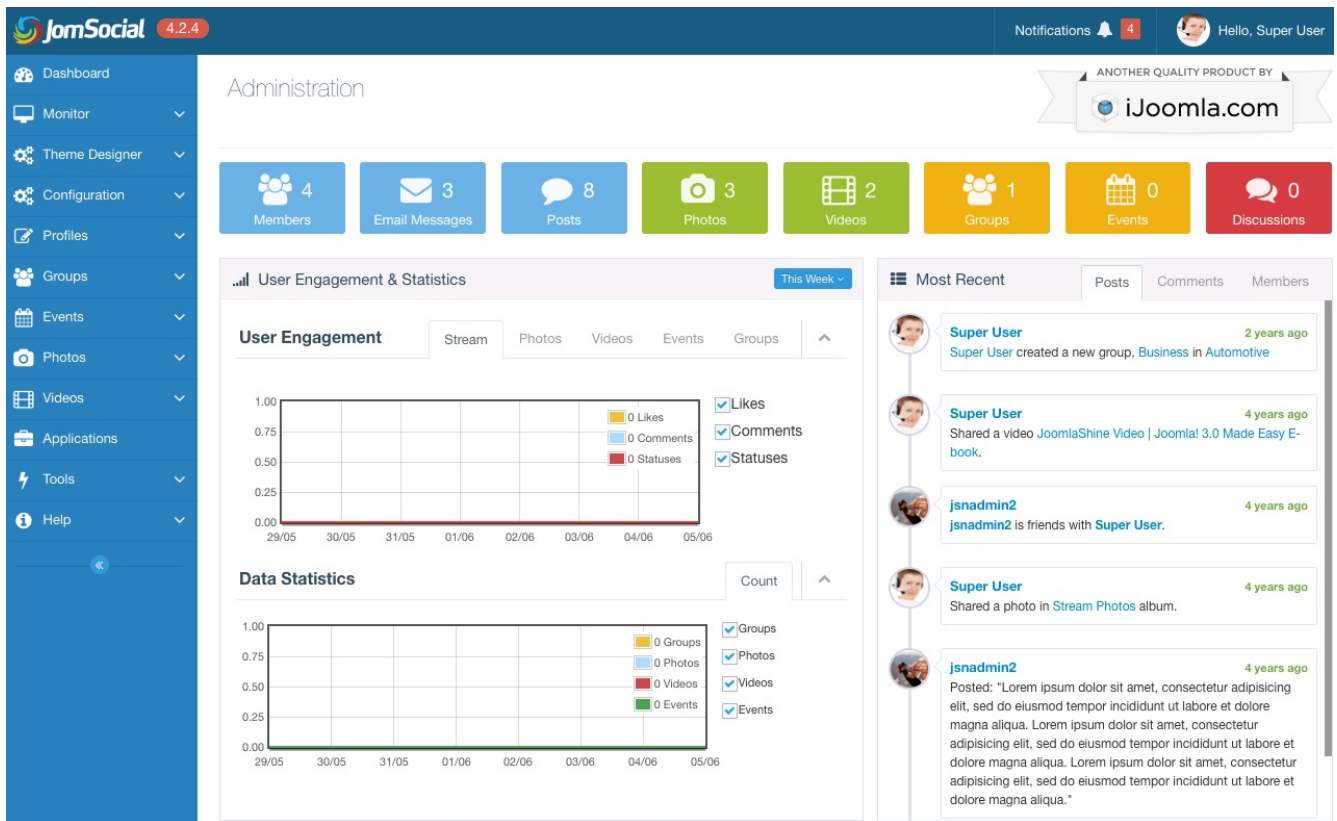 JomSocial 4.2.4
Notifications 4
Hello, Super User
Dashboard
Monitor
Theme Designer
Configuration
Profiles
Groups
Events
Photos
Videos
Applications
Tools
Help
Administration
ANOTHER QUALITY PRODUCT BY
iJoomla.com
4
Members
3
Email Messages
8
Posts
3
Photos
2
Videos
1
Groups
0
Events
0
Discussions
User Engagement & Statistics
This Week
User Engagement
Stream Photos Videos Events Groups
1.00
0.75
0.50
0.25
0.00
29/05 30/05 31/05 01/06 02/06 03/06 04/06 05/06
0 Likes
0 Comments
0 Statuses
Likes
Comments
Statuses
Data Statistics
Count
1.00
0.75
0.50
0.25
0.00
29/05 30/05 31/05 01/06 02/06 03/06 04/06 05/06
0 Groups
0 Photos
0 Videos
0 Events
Groups
Photos
Videos
Events
Most Recent
Posts Comments Members
Super User 2 years ago
Super User created a new group, Business in Automotive
Super User 4 years ago
Shared a video JoomlaShine Video | Joomla! 3.0 Made Easy E-
book.
jsnadmin2 4 years ago
jsnadmin2 is friends with Super User.
Super User 4 years ago
Shared a photo in Stream Photos album.
jsnadmin2 4 years ago
Posted: "Lorem ipsum dolor sit amet, consectetur adipisicing
elit, sed do eiusmod tempor incididunt ut labore et dolore
magna aliqua. Lorem ipsum dolor sit amet, consectetur
adipisicing elit, sed do eiusmod tempor incididunt ut labore et
dolore magna aliqua. Lorem ipsum dolor sit amet, consectetur
adipisicing elit, sed do eiusmod tempor incididunt ut labore et
dolore magna aliqua."